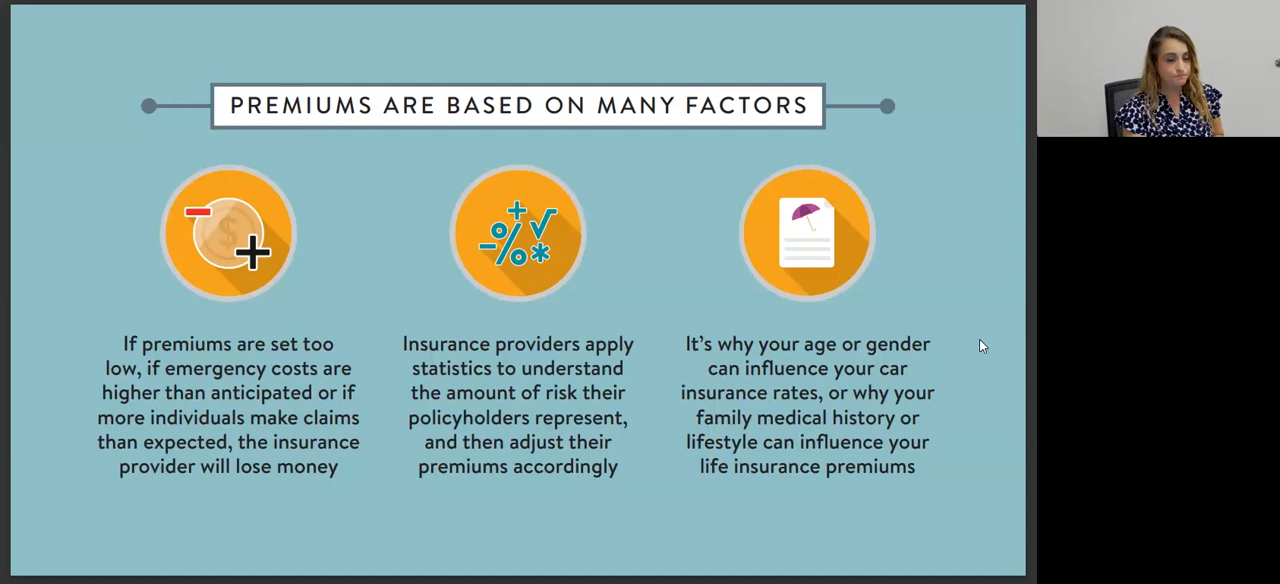 PREMIUMS ARE BASED ON MANY FACTORS
If premiums are set too
low, if emergency costs are
higher than anticipated or if
more individuals make claims
than expected, the insurance
provider will lose money
Insurance providers apply
statistics to understand
the amount of risk their
policyholders represent,
and then adjust their
premiums accordingly
It's why your age or gender
can influence your car
insurance rates, or why your
family medical history or
lifestyle can influence your
life insurance premiums